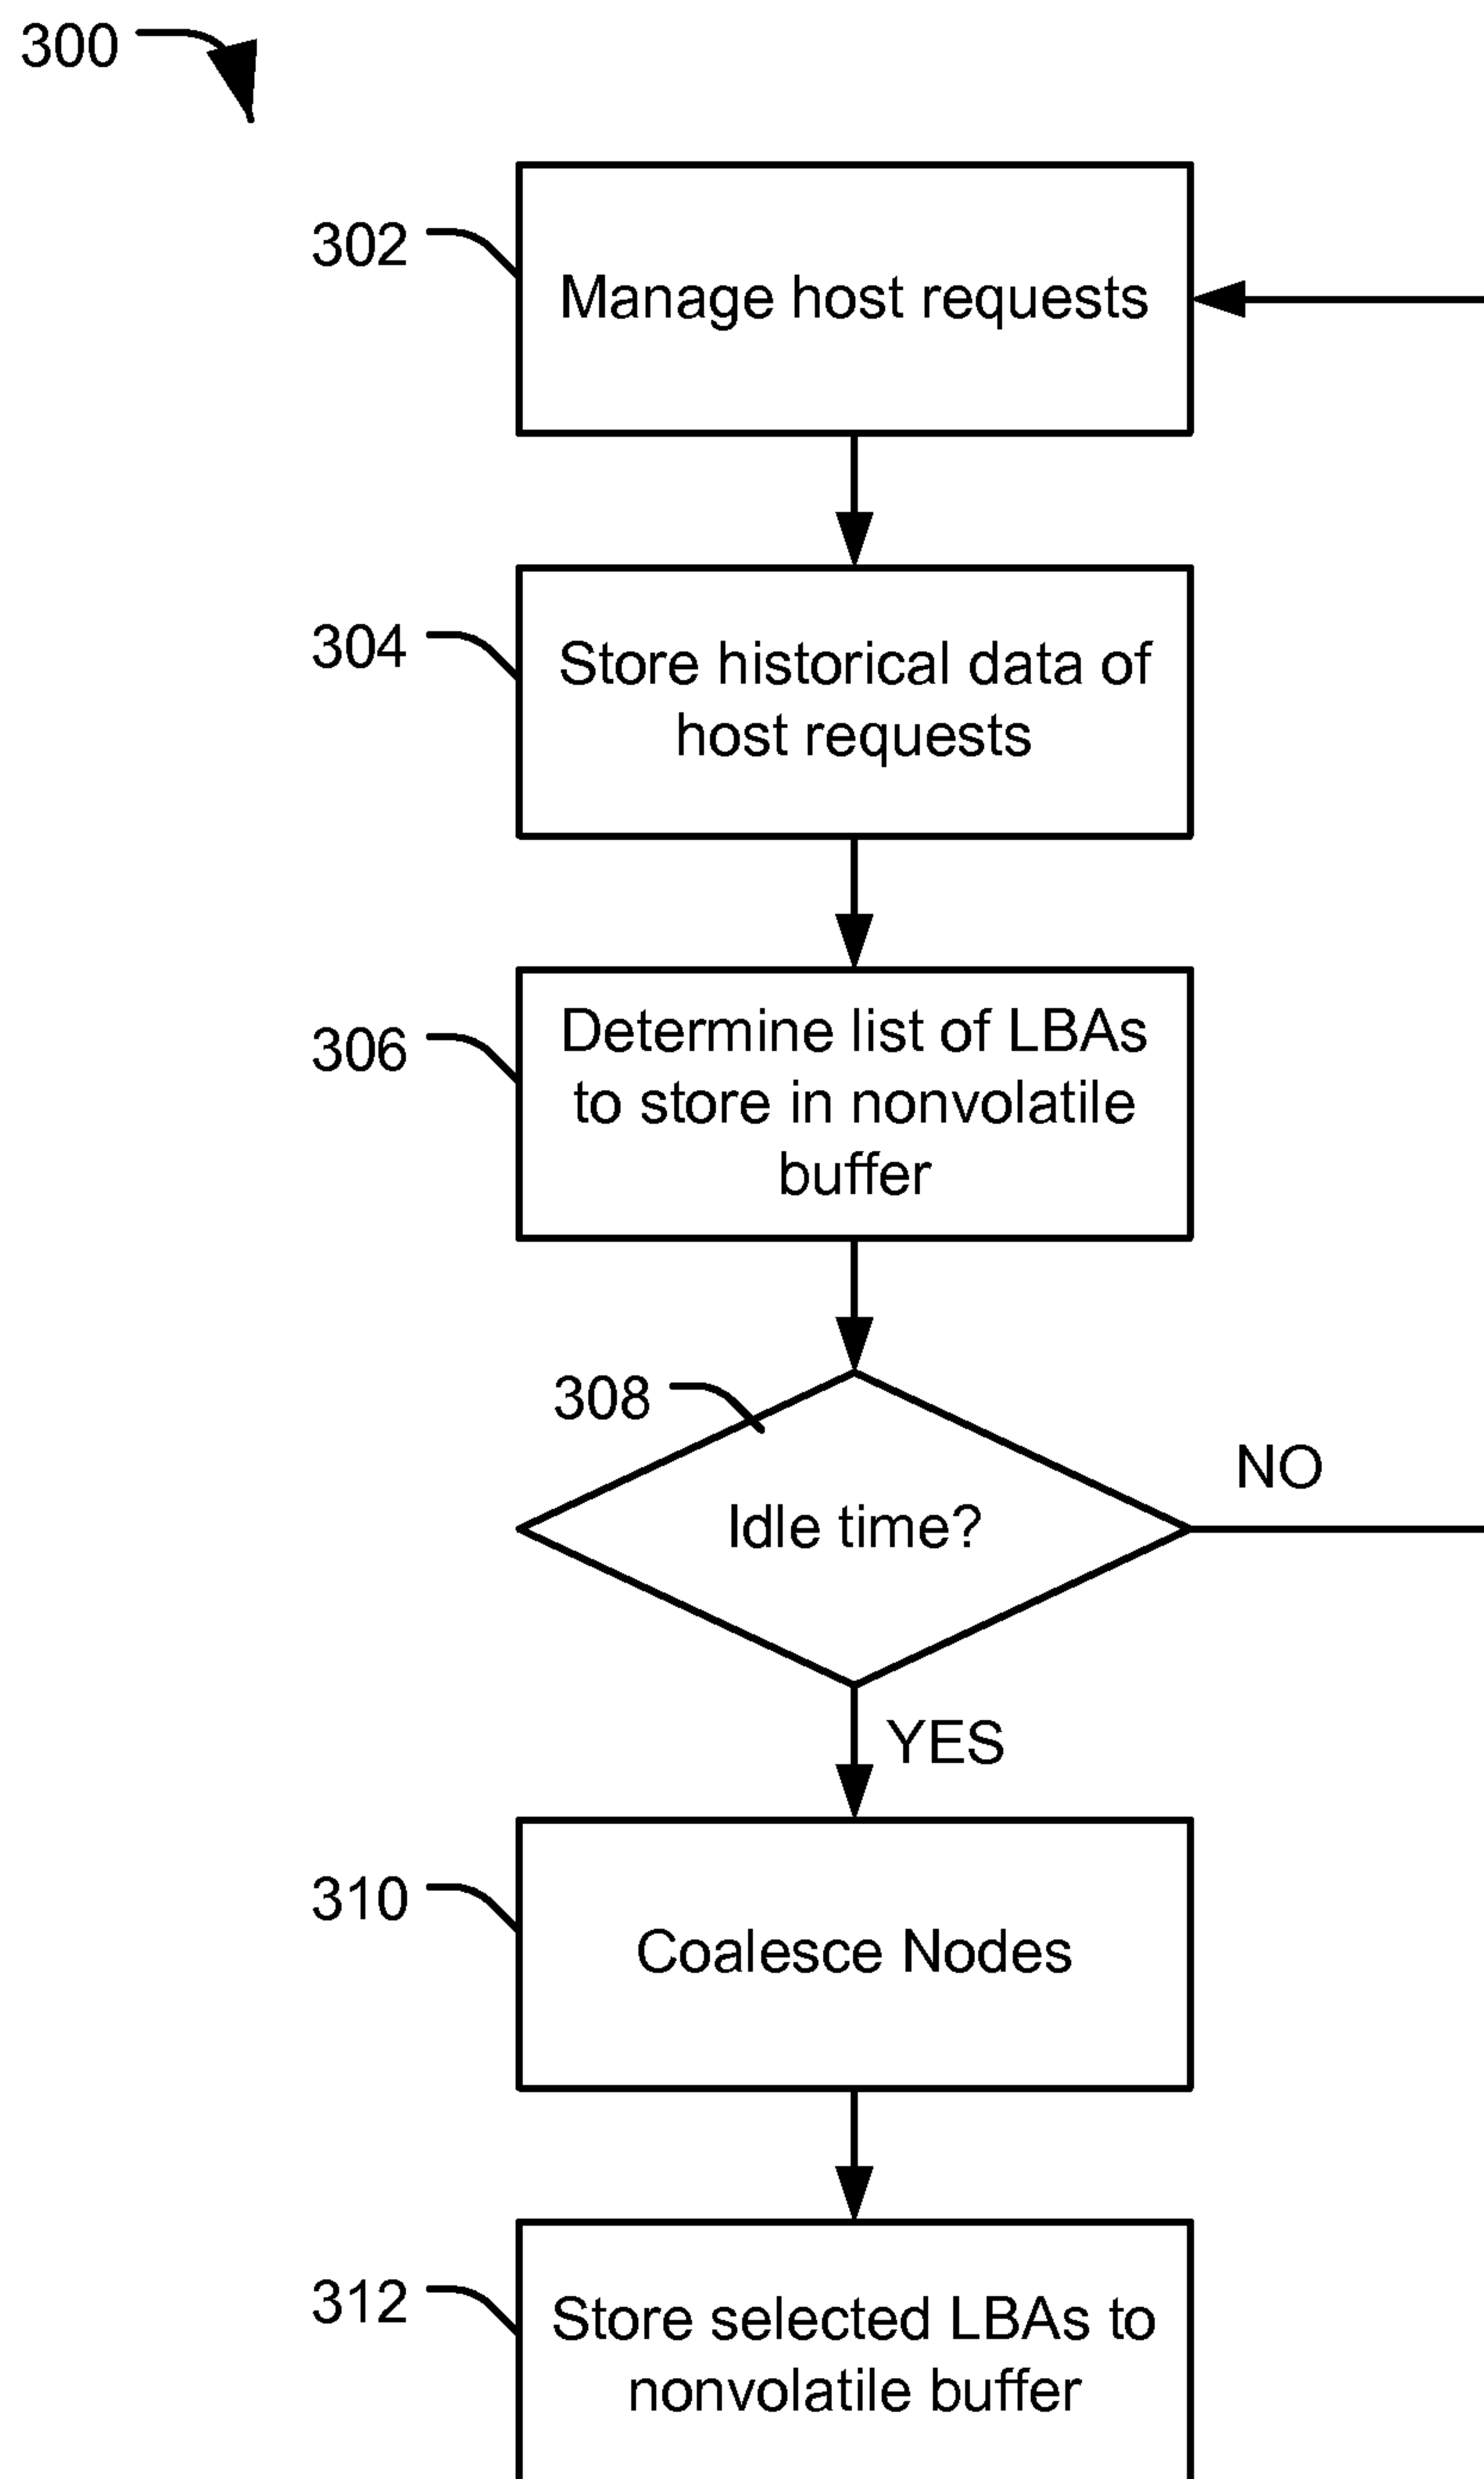 300
302
Manage host requests
304
Store historical data of
host requests
306
Determine list of LBAs
to store in nonvolatile
buffer
308
Idle time?
NO
YES
310
Coalesce Nodes
312
Store selected LBAs to
nonvolatile buffer